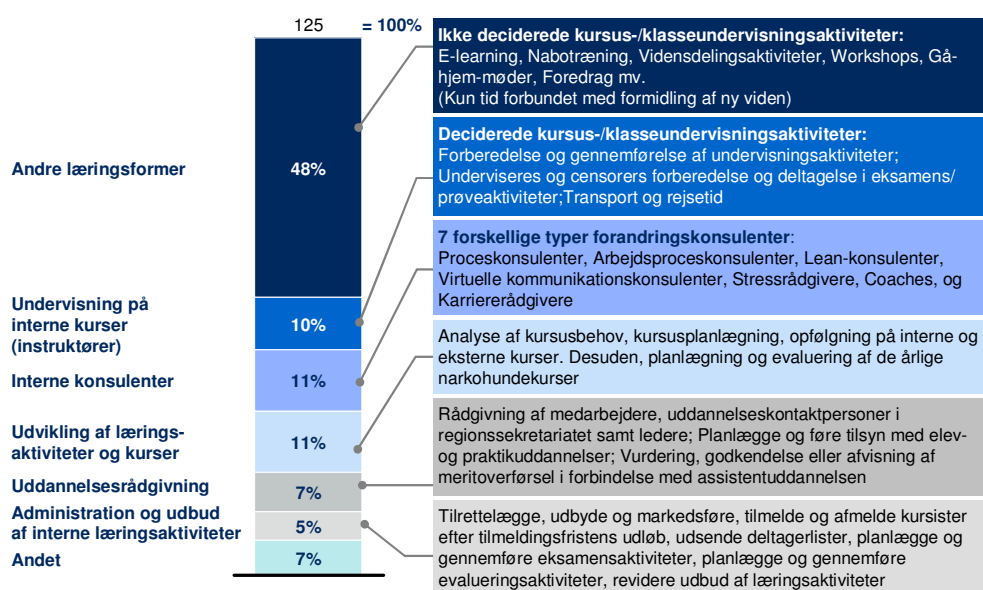 125 = 100%
Andre læringsformer
48%
Undervisning på
interne kurser
(instruktører)
10%
Interne konsulenter
11%
Udvikling af lærings-
aktiviteter og kurser
11%
Uddannelsesrådgivning
7%
Administration og udbud
af interne læringsaktiviteter
5%
Andet
7%
Ikke deciderede kursus-/klasseundervisningsaktiviteter:
E-learning, Nabotræning, Vidensdelingsaktiviteter, Workshops, Gå-
hjem-møder, Foredrag mv.
(Kun tid forbundet med formidling af ny viden)
Deciderede kursus-/klasseundervisningsaktiviteter:
Forberedelse og gennemførelse af undervisningsaktiviteter;
Underviseres og censorers forberedelse og deltagelse i eksamens/
prøveaktiviteter;Transport og rejsetid
7 forskellige typer forandringskonsulenter:
Proceskonsulenter, Arbejdsproceskonsulenter, Lean-konsulenter,
Virtuelle kommunikationskonsulenter, Stressrådgivere, Coaches, og
Karriererådgivere
Analyse af kursusbehov, kursusplanlægning, opfølgning på interne og
eksterne kurser. Desuden, planlægning og evaluering af de årlige
narkohundekurser
Rådgivning af medarbejdere, uddannelseskontaktpersoner i
regionssekretariatet samt ledere; Planlægge og føre tilsyn med elev-
og praktikuddannelser; Vurdering, godkendelse eller afvisning af
meritoverførsel i forbindelse med assistentuddannelsen
Tilrettelægge, udbyde og markedsføre, tilmelde og afmelde kursister
efter tilmeldingsfristens udløb, udsende deltagerlister, planlægge og
gennemføre eksamensaktiviteter, planlægge og gennemføre
evalueringsaktiviteter, revidere udbud af læringsaktiviteter